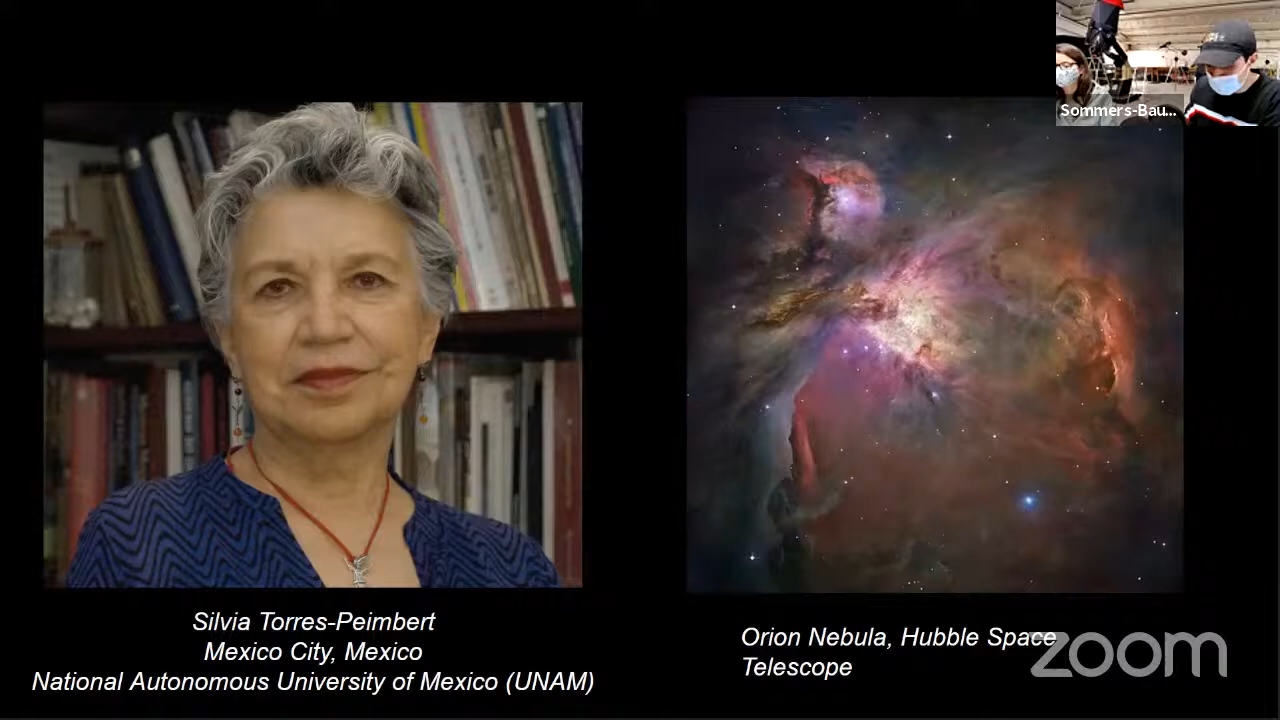 Sommers-Bau...
Silvia Torres-Peimbert
Mexico City, Mexico
National Autonomous University of Mexico (UNAM)
Orion Nebula, Hubble Space
Telescope
zoom